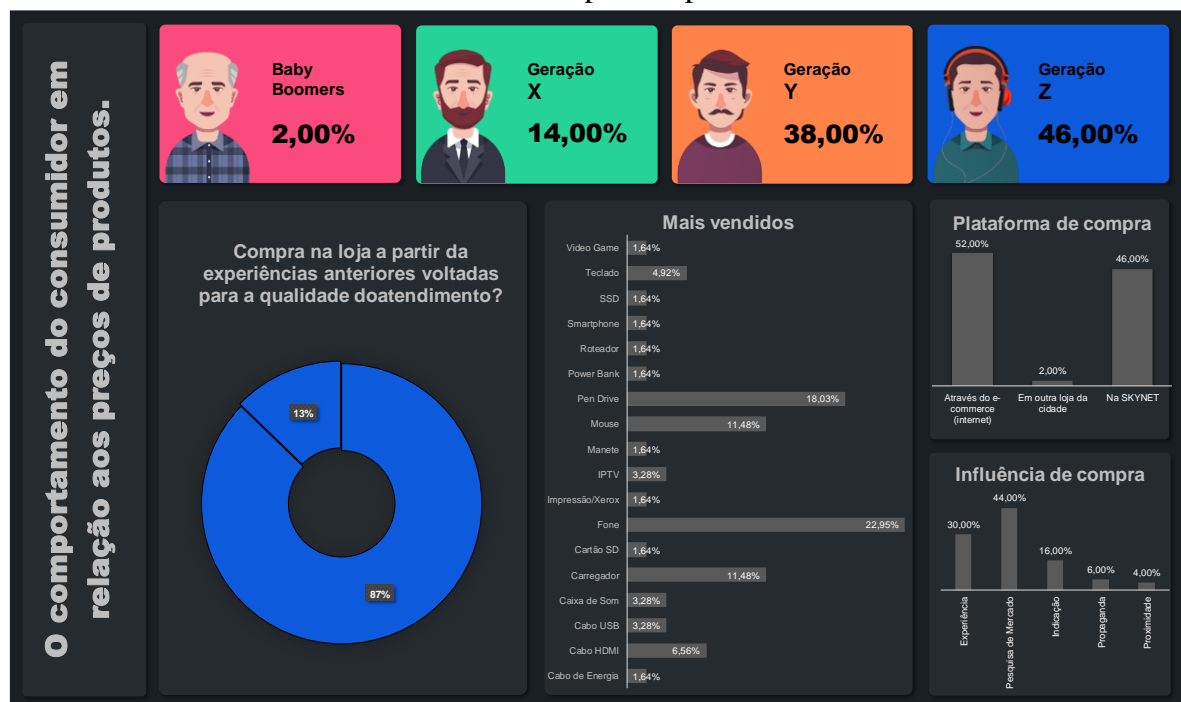 O comportamento do consumidor em
relação aos preços de produtos.
Baby
Boomers
2,00%
Geração
X
14,00%
Geração
Y
38,00%
Geração
Z
46,00%
Compra na loja a partir da
experiências anteriores voltadas
para a qualidade doatendimento?
13%
87%
Mais vendidos
Video Game 1,64%
Teclado 4,92%
SSD 1,64%
Smartphone 1,64%
Roteador 1,64%
Power Bank 1,64%
Pen Drive 18,03%
Mouse 11,48%
Manete 1,64%
IPTV 3,28%
Impressão/Xerox 1,64%
Fone 22,95%
Cartão SD 1,64%
Carregador 11,48%
Caixa de Som 3,28%
Cabo USB 3,28%
Cabo HDMI 6,56%
Cabo de Energia 1,64%
Plataforma de compra
52,00%
2,00%
46,00%
Através do e-
commerce
(internet)
Em outra loja da
cidade
Na SKYNET
Influência de compra
30,00%
44,00%
16,00%
6,00%
4,00%
Experiência
Pesquisa de Mercado
Indicação
Propaganda
Proximidade